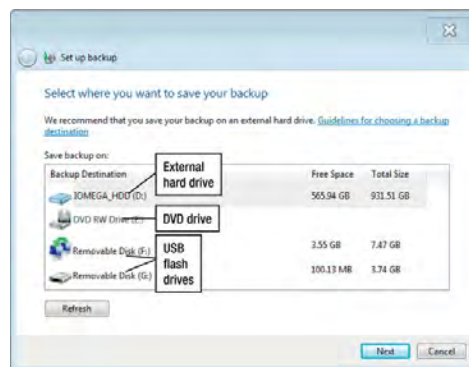 Set up backup
Select where you want to save your backup
We recommend that you save your backup on an external hard drive. Guidelines for choosing a backup
destination
Save backup on:
Backup Destination Free Space Total Size
External
hard drive
IOMEGA_HDD (D:) 565.94 GB 931.51 GB
DVD RW Drive (E:) DVD drive
Removable Disk (F:) 3.55 GB 7.47 GB
USB
flash
drives
Removable Disk (G:) 100.13 MB 3.74 GB
Refresh
Next Cancel